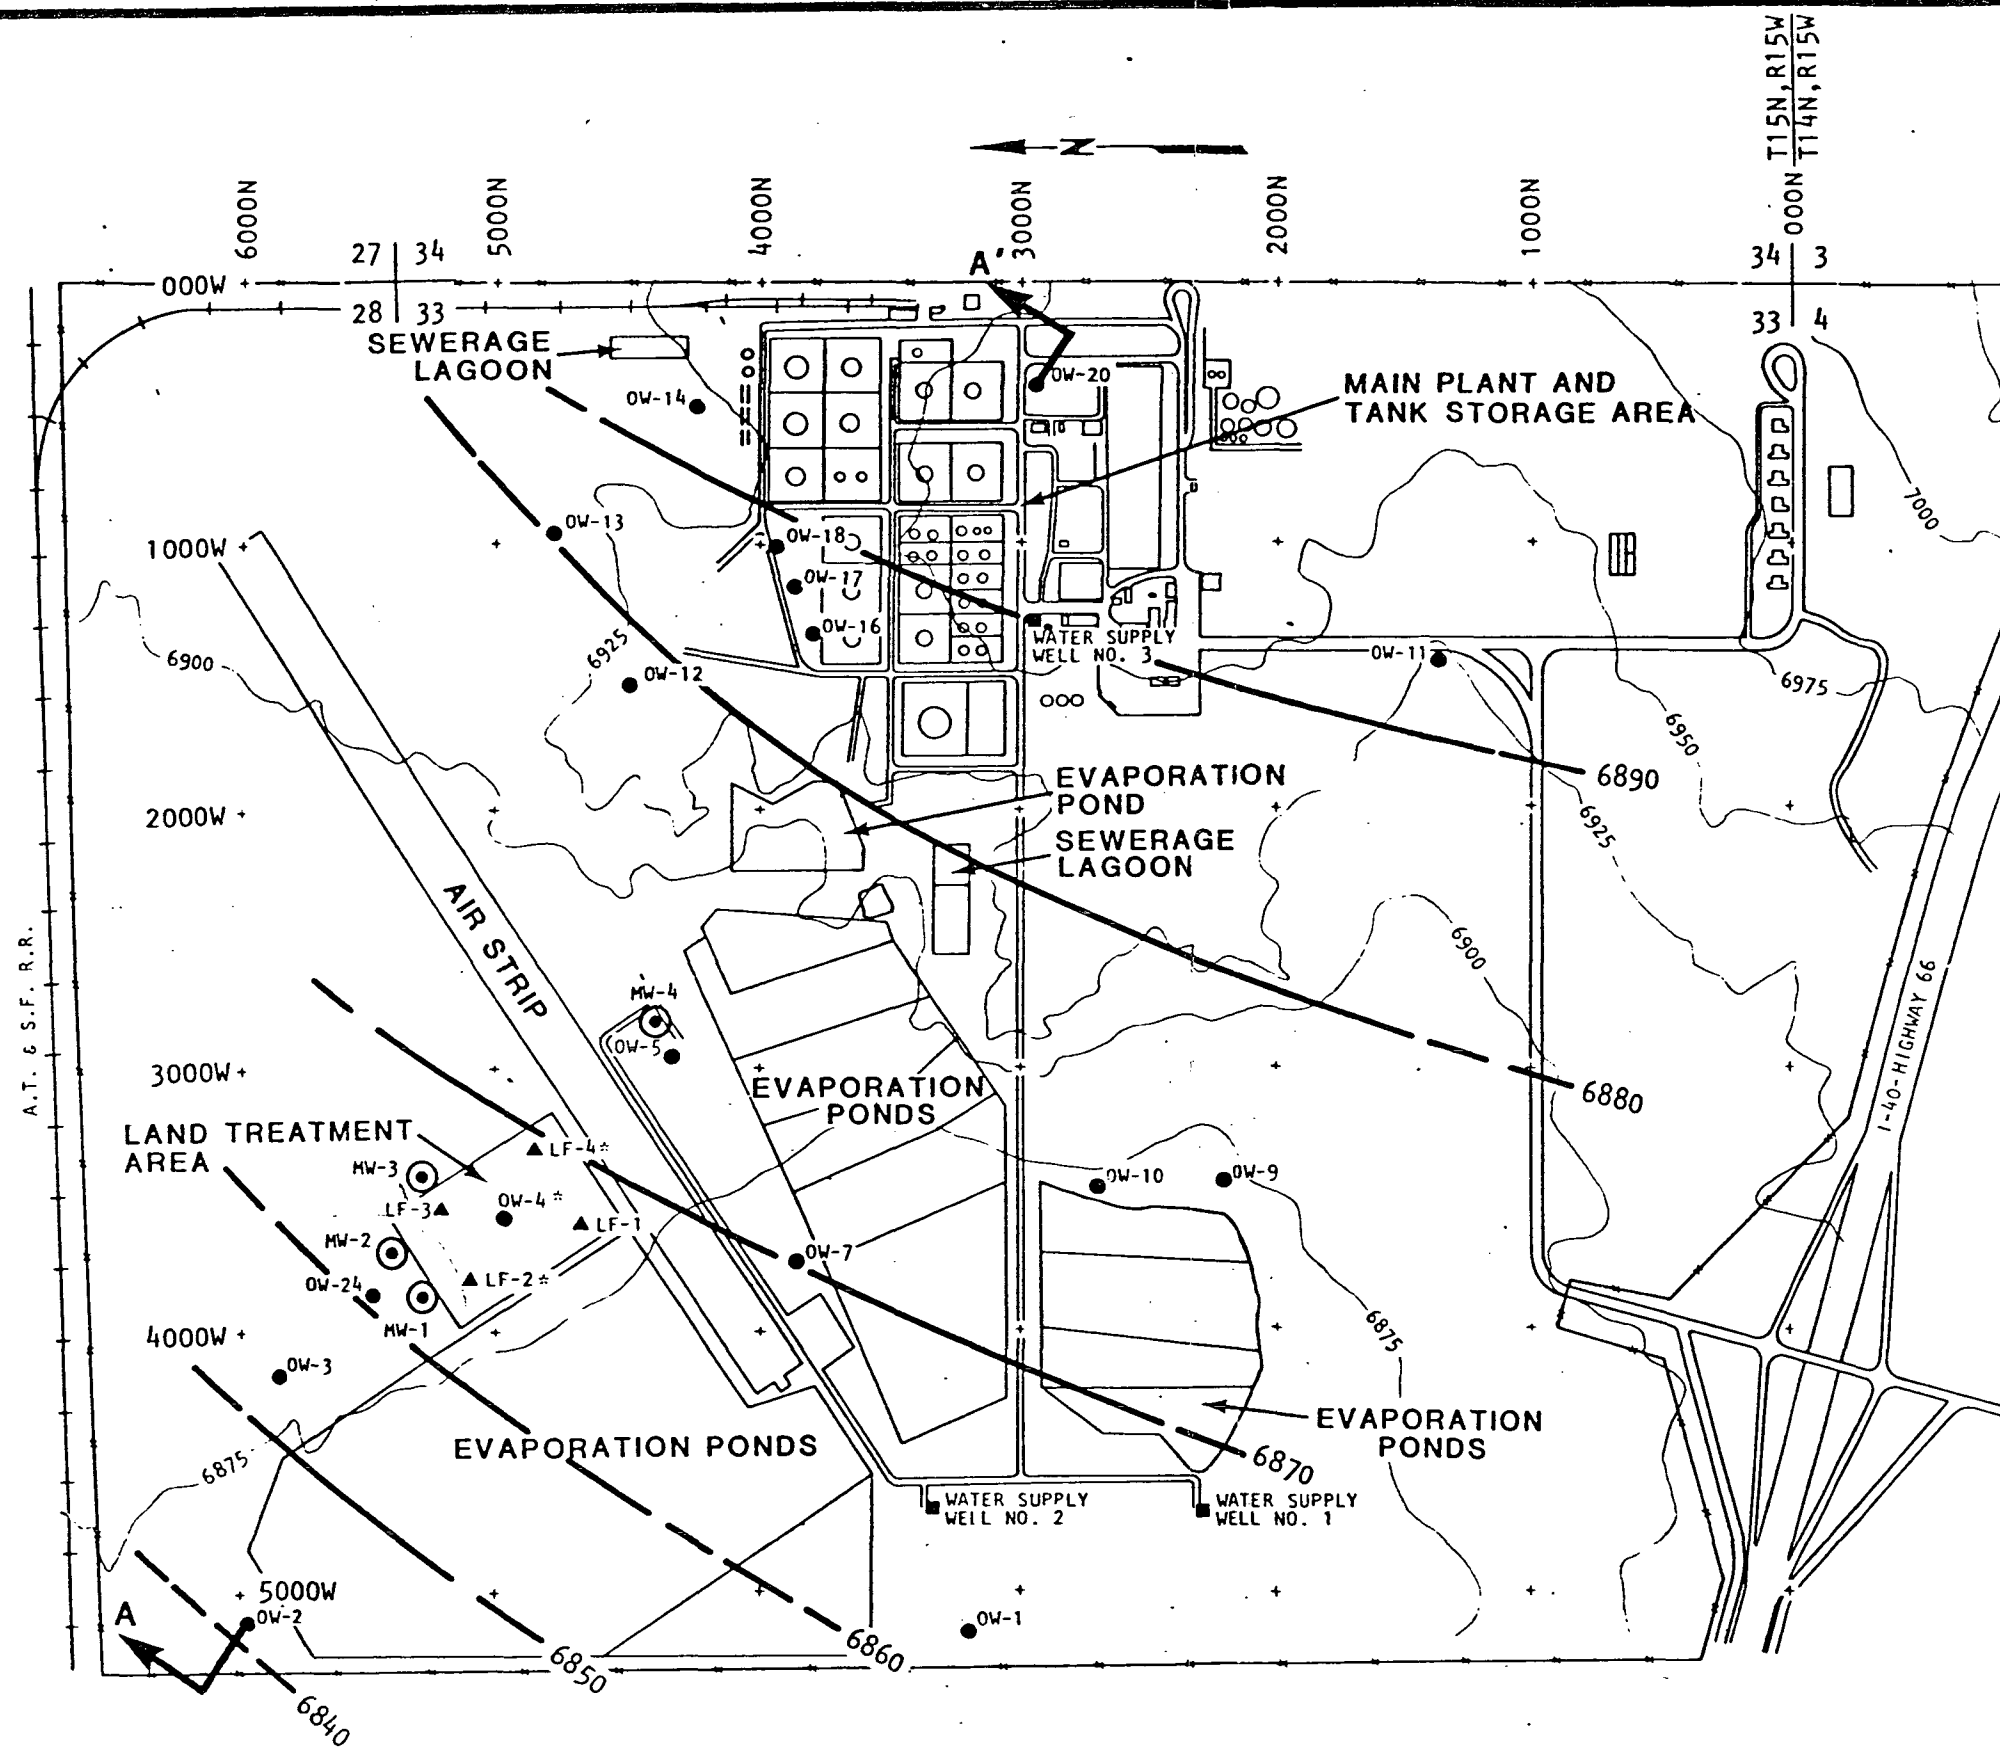 T15N,R15W
T14N,R15W
N
6000N
5000N
4000N
3000N
2000N
1000N
000N
27 34
A'
34 3
000W
28 33
33 4
SEWERAGE
LAGOON
OW-14
OW-20
MAIN PLANT AND
TANK STORAGE AREA
7000
OW-13
1000W
OW-18
OW-17
OW-16
6925
6900
OW-12
WATER SUPPLY
WELL NO. 3
OW-11
6975
6950
6890
EVAPORATION
POND
2000W
SEWERAGE
LAGOON
6925
AIR STRIP
6900
A.T. & S.F. R.R.
I-40-HIGHWAY 66
MW-4
OW-5
3000W
EVAPORATION
PONDS
6880
LAND TREATMENT
AREA
LF-4*
MW-3
OW-10
OW-9
OW-4*
LF-3
LF-1
MW-2
OW-7
OW-24
LF-2*
MW-1
4000W
6875
OW-3
EVAPORATION
PONDS
EVAPORATION PONDS
6870
6875
WATER SUPPLY
WELL NO. 2
WATER SUPPLY
WELL NO. 1
5000W
A
OW-2
OW-1
6860
6850
6840